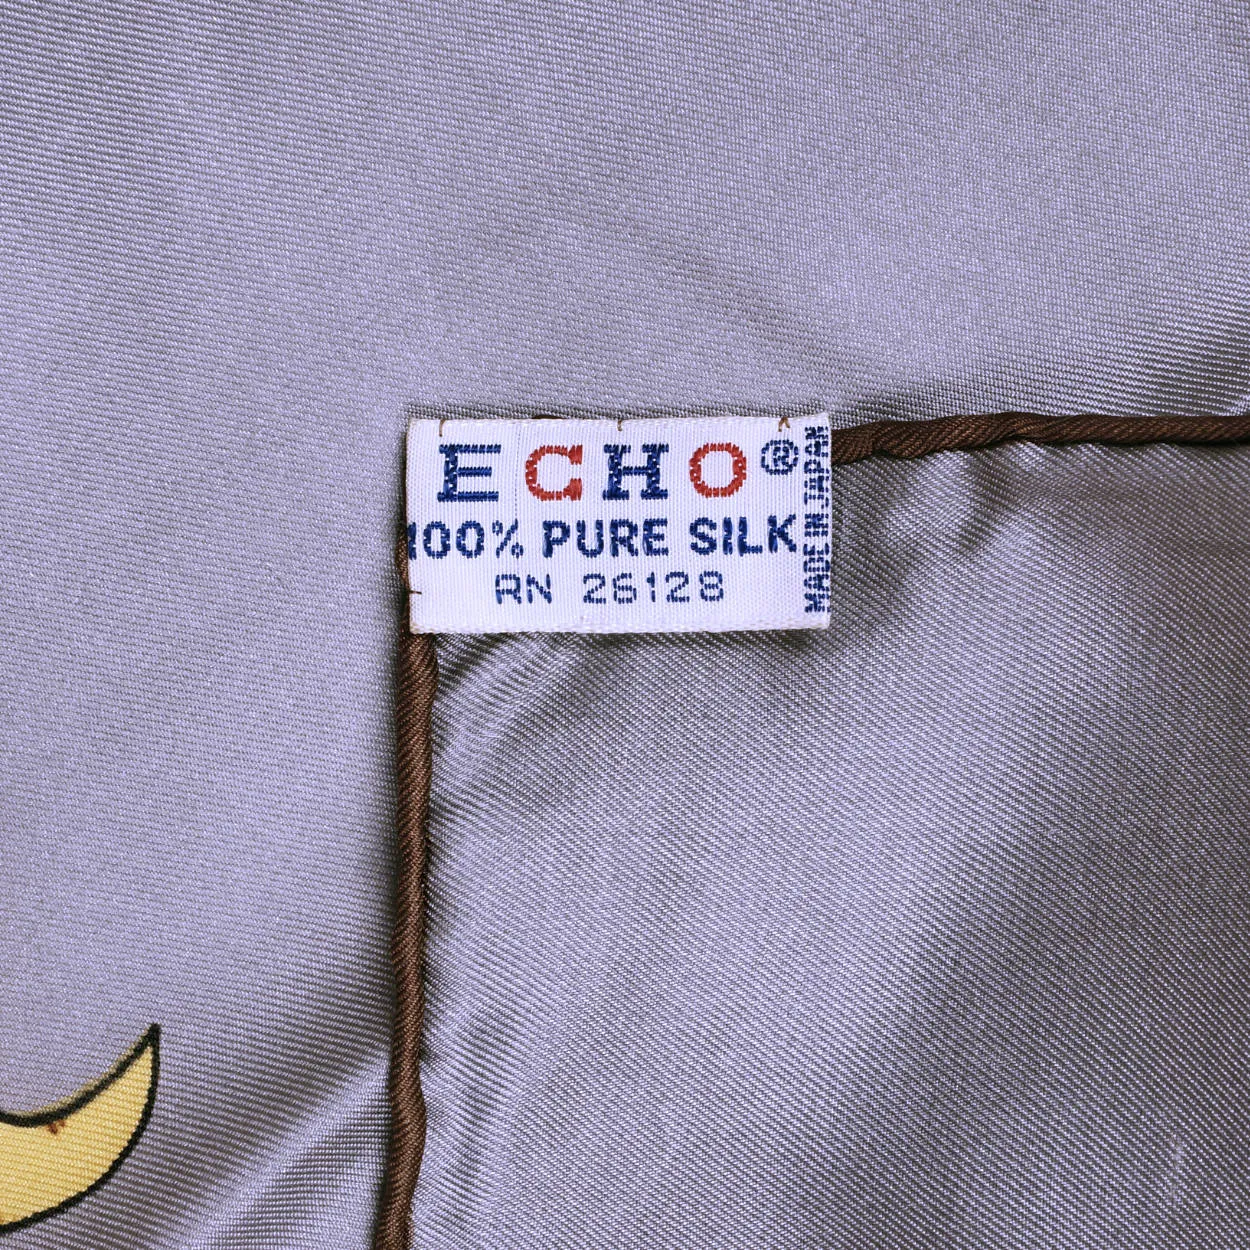 ECHO®
100% PURE SILK
RN 26128
MADE IN JAPAN